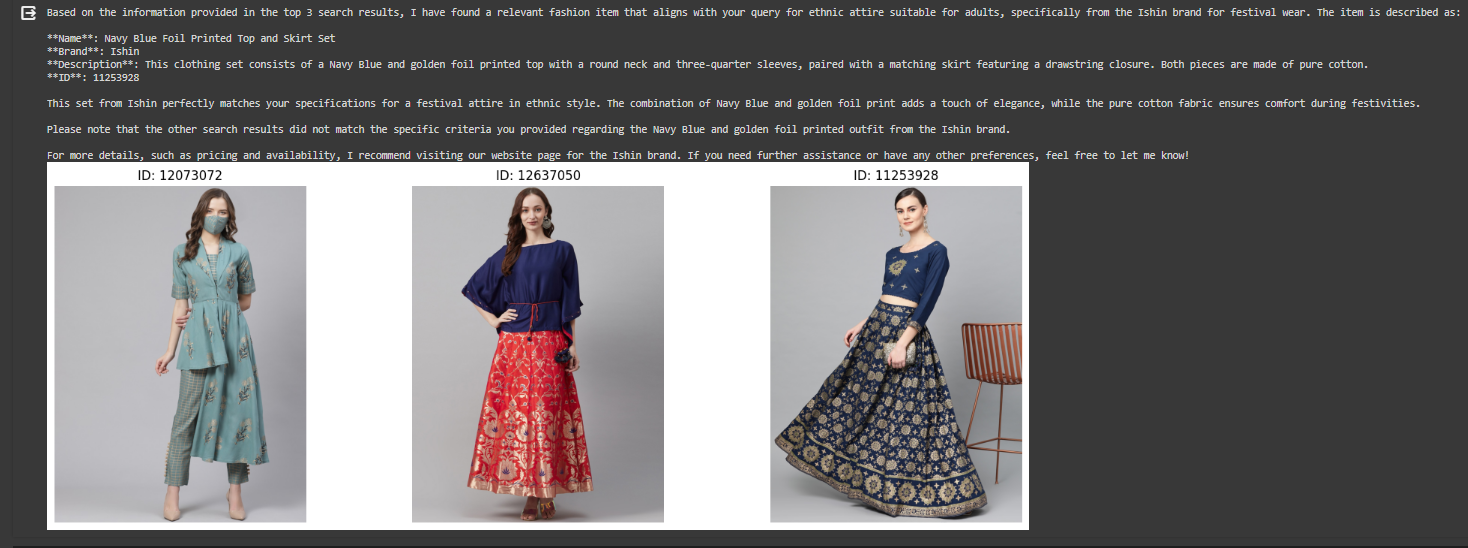 Based on the information provided in the top 3 search results, I have found a relevant fashion item that aligns with your query for ethnic attire suitable for adults, specifically from the Ishin brand for festival wear. The item is described as:
**Name**: Navy Blue Foil Printed Top and Skirt Set
**Brand**: Ishin
**Description**: This clothing set consists of a Navy Blue and golden foil printed top with a round neck and three-quarter sleeves, paired with a matching skirt featuring a drawstring closure. Both pieces are made of pure cotton.
**ID**: 11253928
This set from Ishin perfectly matches your specifications for a festival attire in ethnic style. The combination of Navy Blue and golden foil print adds a touch of elegance, while the pure cotton fabric ensures comfort during festivities.
Please note that the other search results did not match the specific criteria you provided regarding the Navy Blue and golden foil printed outfit from the Ishin brand.
For more details, such as pricing and availability, I recommend visiting our website page for the Ishin brand. If you need further assistance or have any other preferences, feel free to let me know!
ID: 12073072
ID: 12637050
ID: 11253928